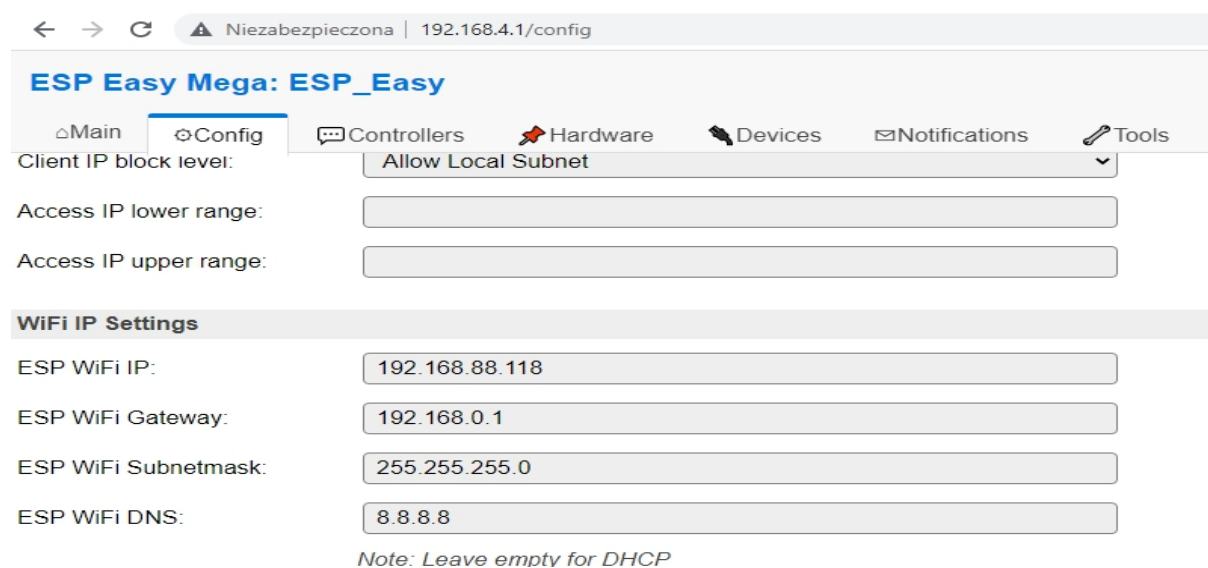 Niezabezpieczona | 192.168.4.1/config
ESP Easy Mega: ESP_Easy
⌂Main ⚙Config 💬Controllers 📌Hardware 🔌Devices ✉Notifications 🔧Tools
Client IP block level: Allow Local Subnet
Access IP lower range:
Access IP upper range:
WiFi IP Settings
ESP WiFi IP: 192.168.88.118
ESP WiFi Gateway: 192.168.0.1
ESP WiFi Subnetmask: 255.255.255.0
ESP WiFi DNS: 8.8.8.8
Note: Leave empty for DHCP